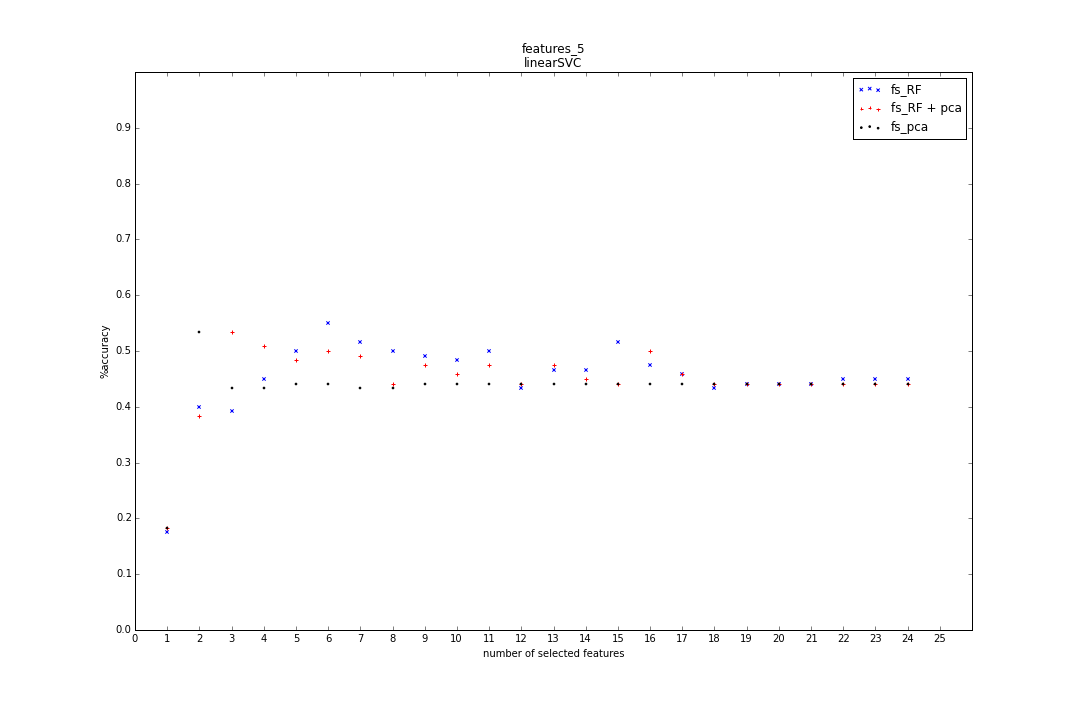 features_5
linearSVC
fs_RF
fs_RF + pca
fs_pca
%accuracy
0.9
0.8
0.7
0.6
0.5
0.4
0.3
0.2
0.1
0.0
0 1 2 3 4 5 6 7 8 9 10 11 12 13 14 15 16 17 18 19 20 21 22 23 24 25
number of selected features